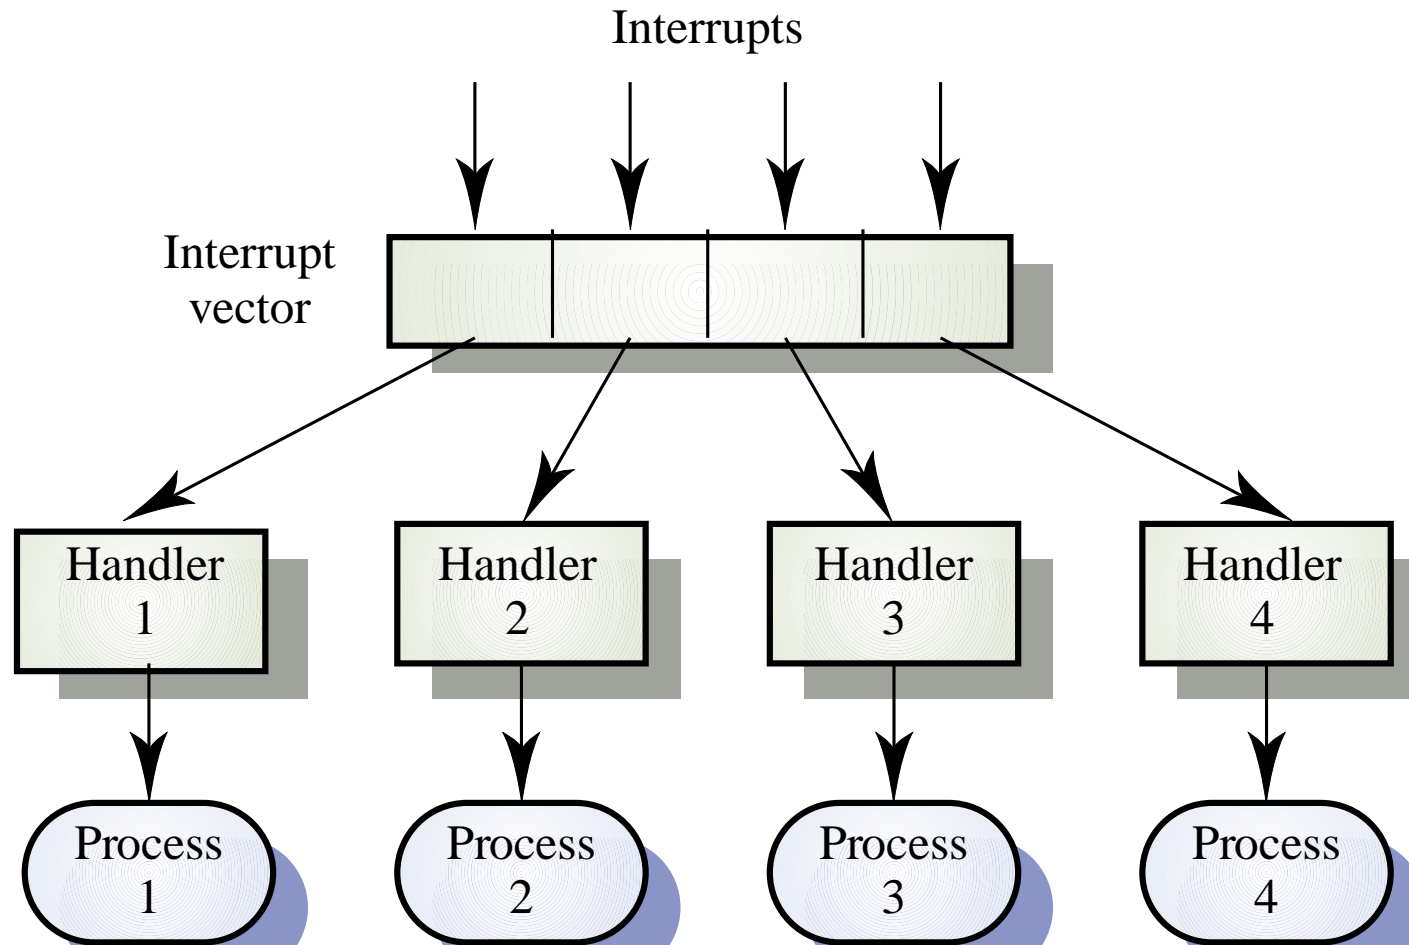 Interrupts
Interrupt
vector
Handler
1
Handler
2
Handler
3
Handler
4
Process
1
Process
2
Process
3
Process
4